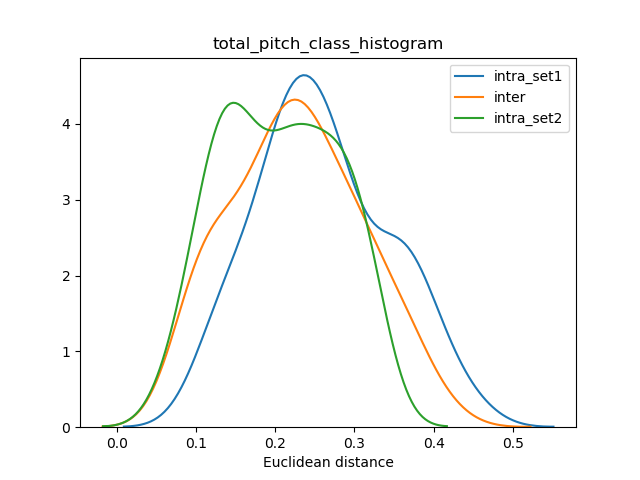 total_pitch_class_histogram
intra_set1
inter
intra_set2
4
3
2
1
0
0.0 0.1 0.2 0.3 0.4 0.5
Euclidean distance